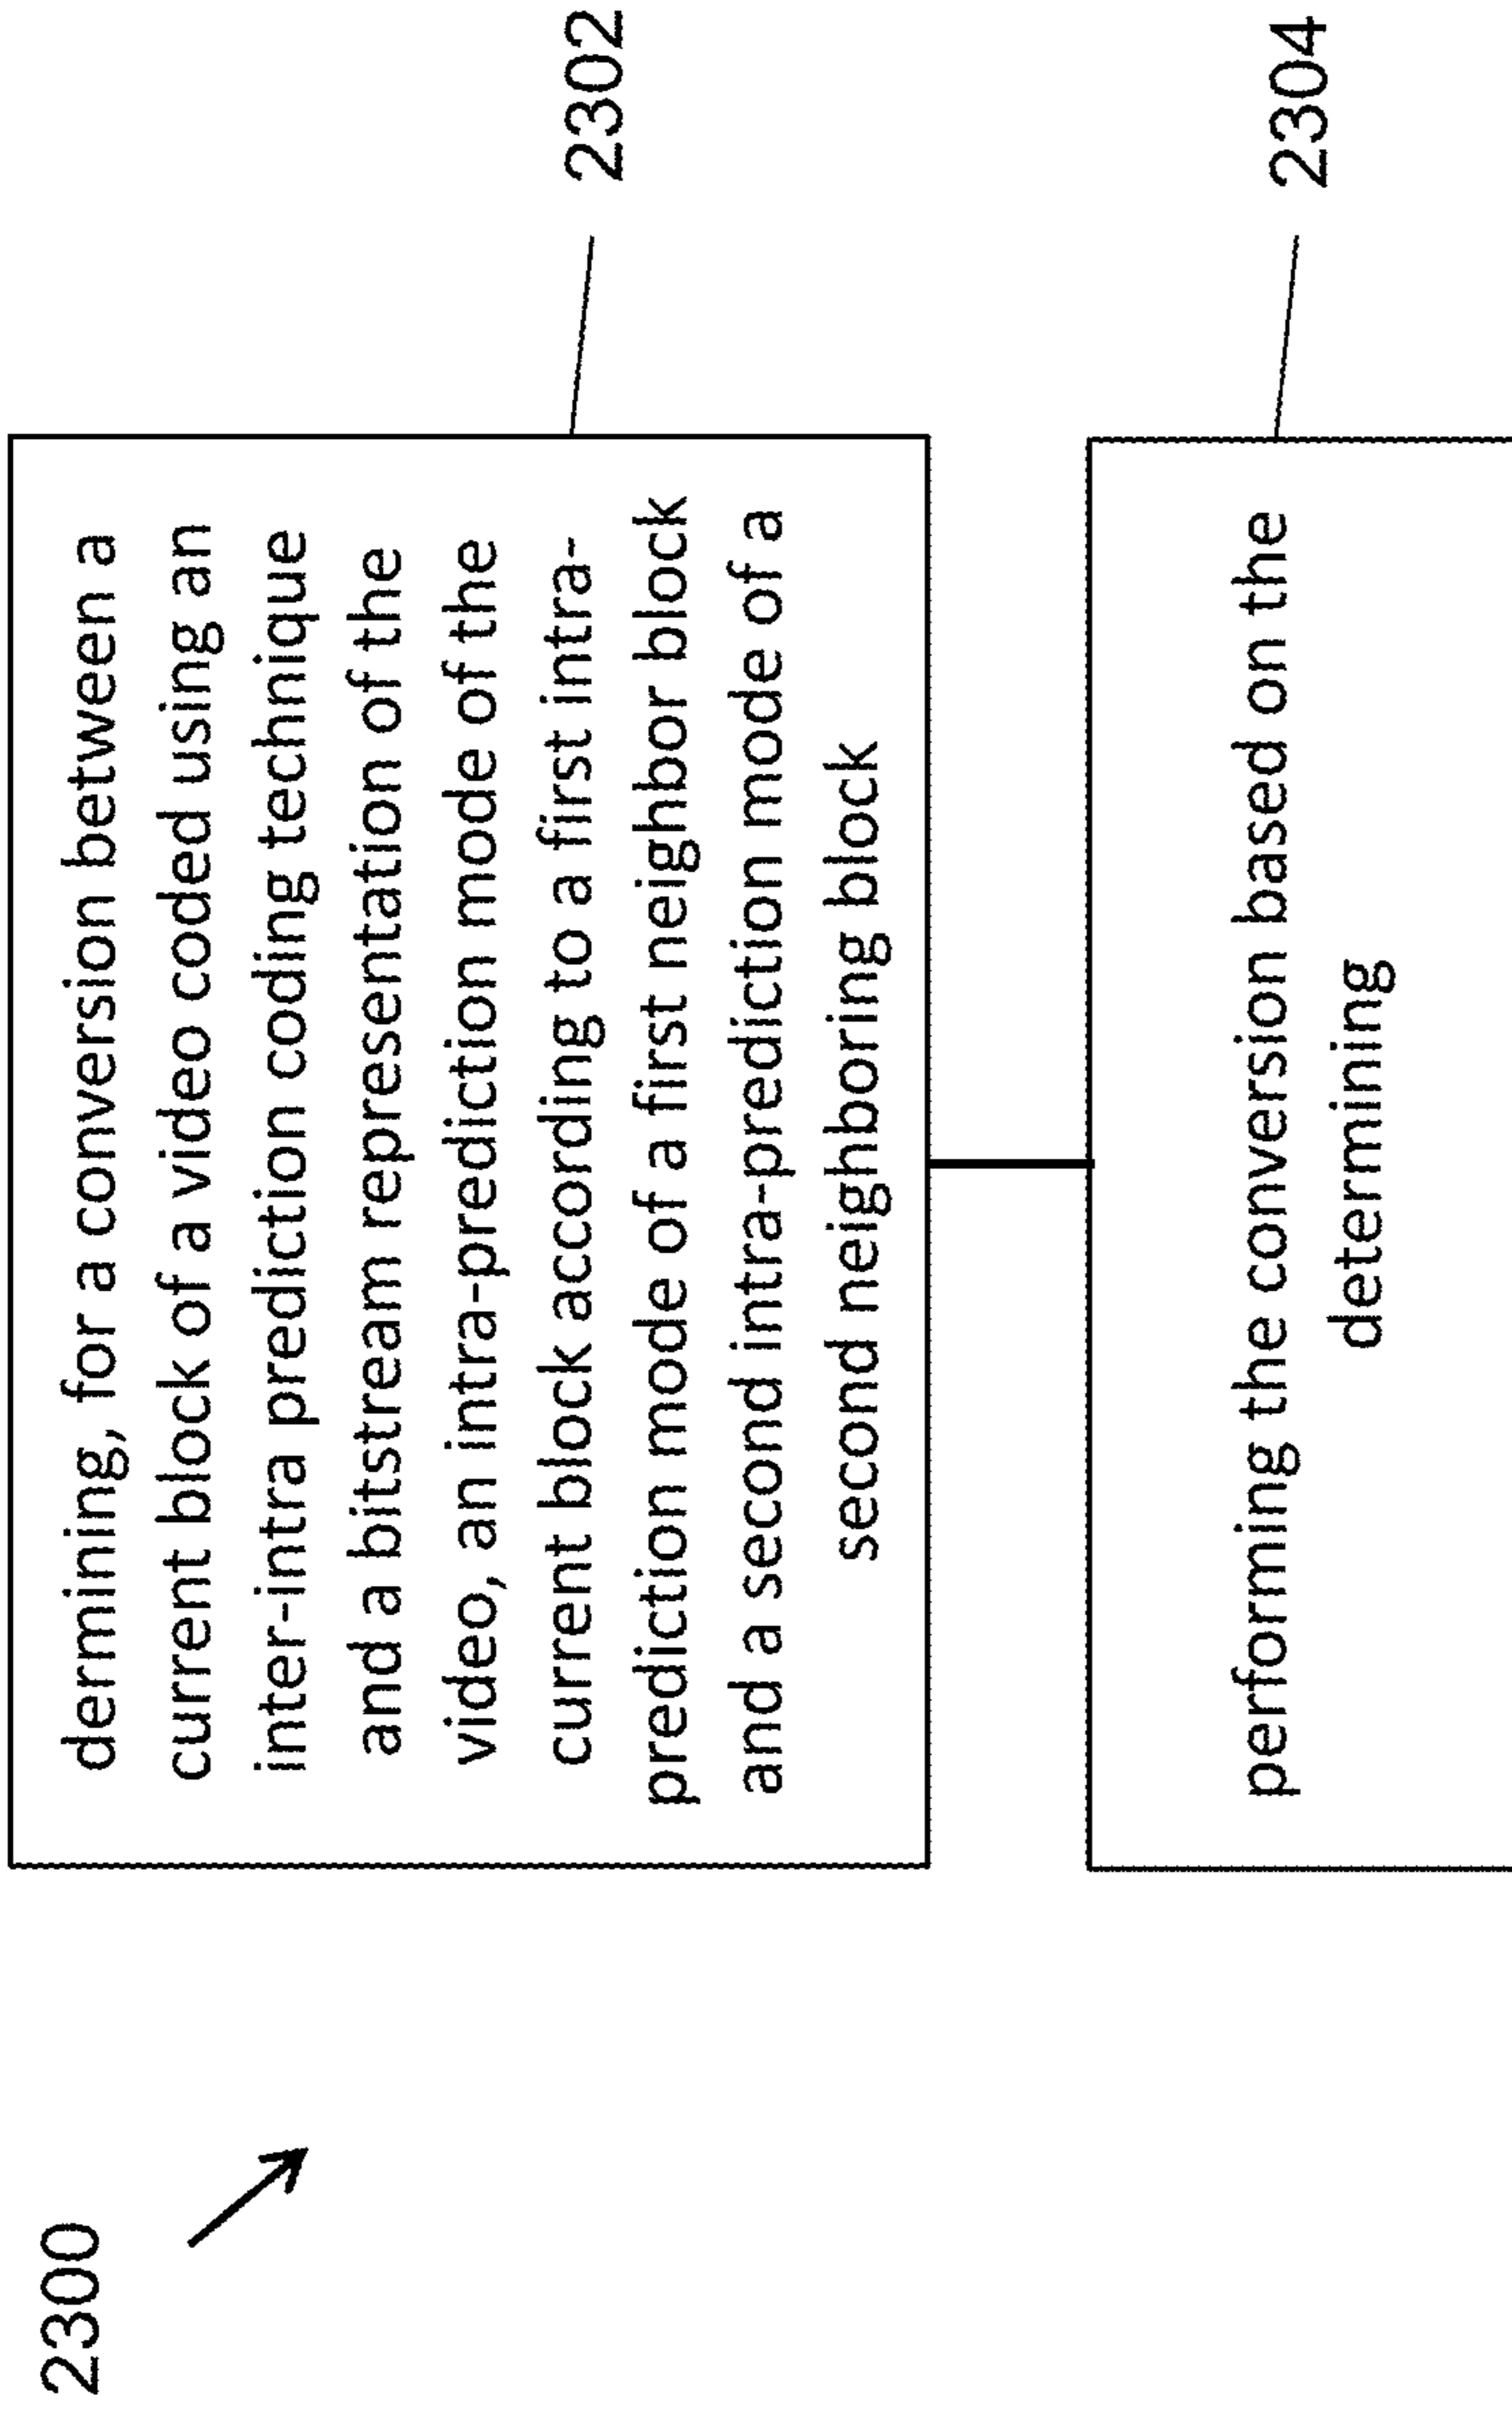 2300
dermining, for a conversion between a
current block of a video coded using an
inter-intra prediction coding technique
and a bitstream representation of the
video, an intra-prediction mode of the
current block according to a first intra-
prediction mode of a first neighbor block
and a second intra-prediction mode of a
second neighboring block
2302
performing the conversion based on the
determining
2304